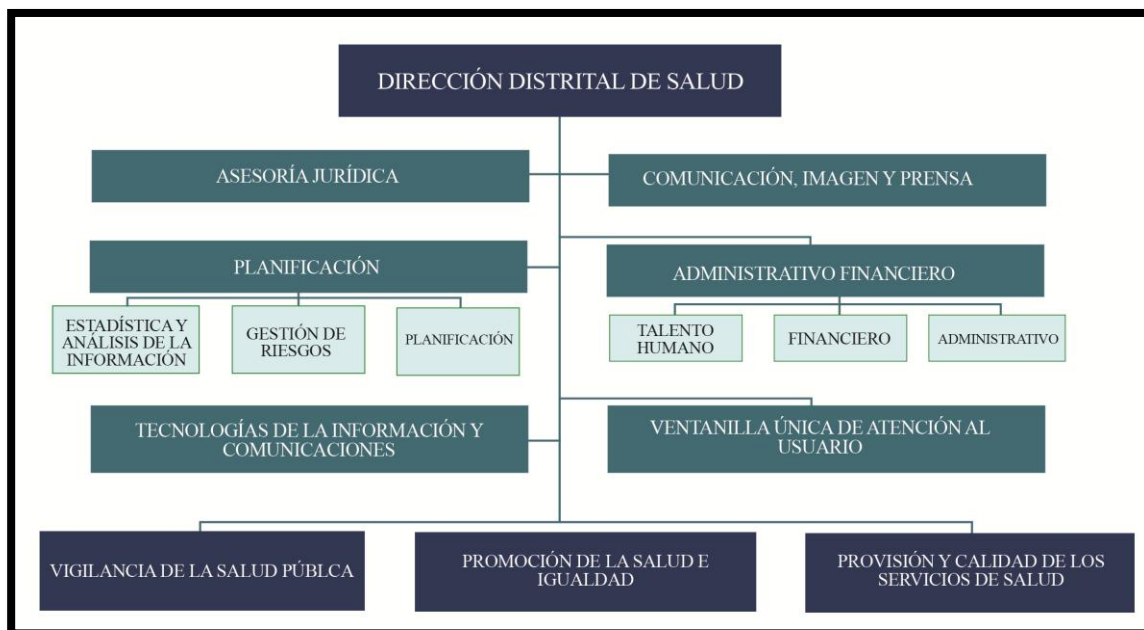 DIRECCIÓN DISTRITAL DE SALUD
ASESORÍA JURÍDICA
COMUNICACIÓN, IMAGEN Y PRENSA
PLANIFICACIÓN
ADMINISTRATIVO FINANCIERO
ESTADÍSTICA Y
ANÁLISIS DE LA
INFORMACIÓN
GESTIÓN DE
RIESGOS
PLANIFICACIÓN
TALENTO
HUMANO
FINANCIERO
ADMINISTRATIVO
TECNOLOGÍAS DE LA INFORMACIÓN Y
COMUNICACIONES
VENTANILLA ÚNICA DE ATENCIÓN AL
USUARIO
VIGILANCIA DE LA SALUD PÚBLCA
PROMOCIÓN DE LA SALUD E
IGUALDAD
PROVISIÓN Y CALIDAD DE LOS
SERVICIOS DE SALUD